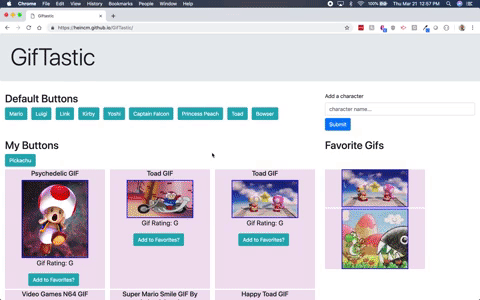 Chrome File Edit View History Bookmarks People Window Help
100% Thu Mar 21 12:57 PM
Giftastic
https://heincm.github.io/GifTastic/
GifTastic
Default Buttons
Mario Luigi Link Kirby Yoshi Captain Falcon Princess Peach Toad Bowser
Add a character
character name...
Submit
My Buttons
Pickachu
Favorite Gifs
Psychedelic GIF
Toad GIF
Toad GIF
Gif Rating: G
Add to Favorites?
Gif Rating: G
Add to Favorites?
Gif Rating: G
Add to Favorites?
Video Games N64 GIF
Super Mario Smile GIF By
Happy Toad GIF